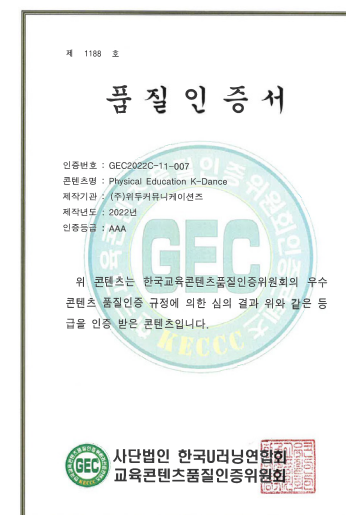 제 1188 호
품질인증서
인증번호 : GEC2022C-11-007
콘텐츠명 : Physical Education K-Dance
제작기관 : (주)위두커뮤니케이션즈
제작년도 : 2022년
인증등급 : AAA
GEC
KECCC
위 콘텐츠는 한국교육콘텐츠품질인증위원회의 우수
콘텐츠 품질인증 규정에 의한 심의 결과 위와 같은 등
급을 인증 받은 콘텐츠입니다.
GEC
사단법인 한국U러닝연합회
교육콘텐츠품질인증위원회